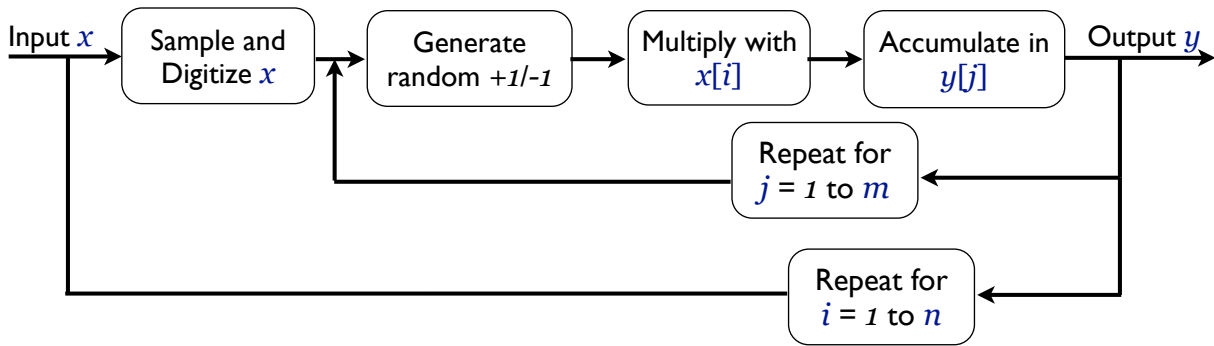 Input x
Sample and
Digitize x
Generate
random +1/-1
Multiply with
x[i]
Accumulate in
y[j]
Output y
Repeat for
j = 1 to m
Repeat for
i = 1 to n